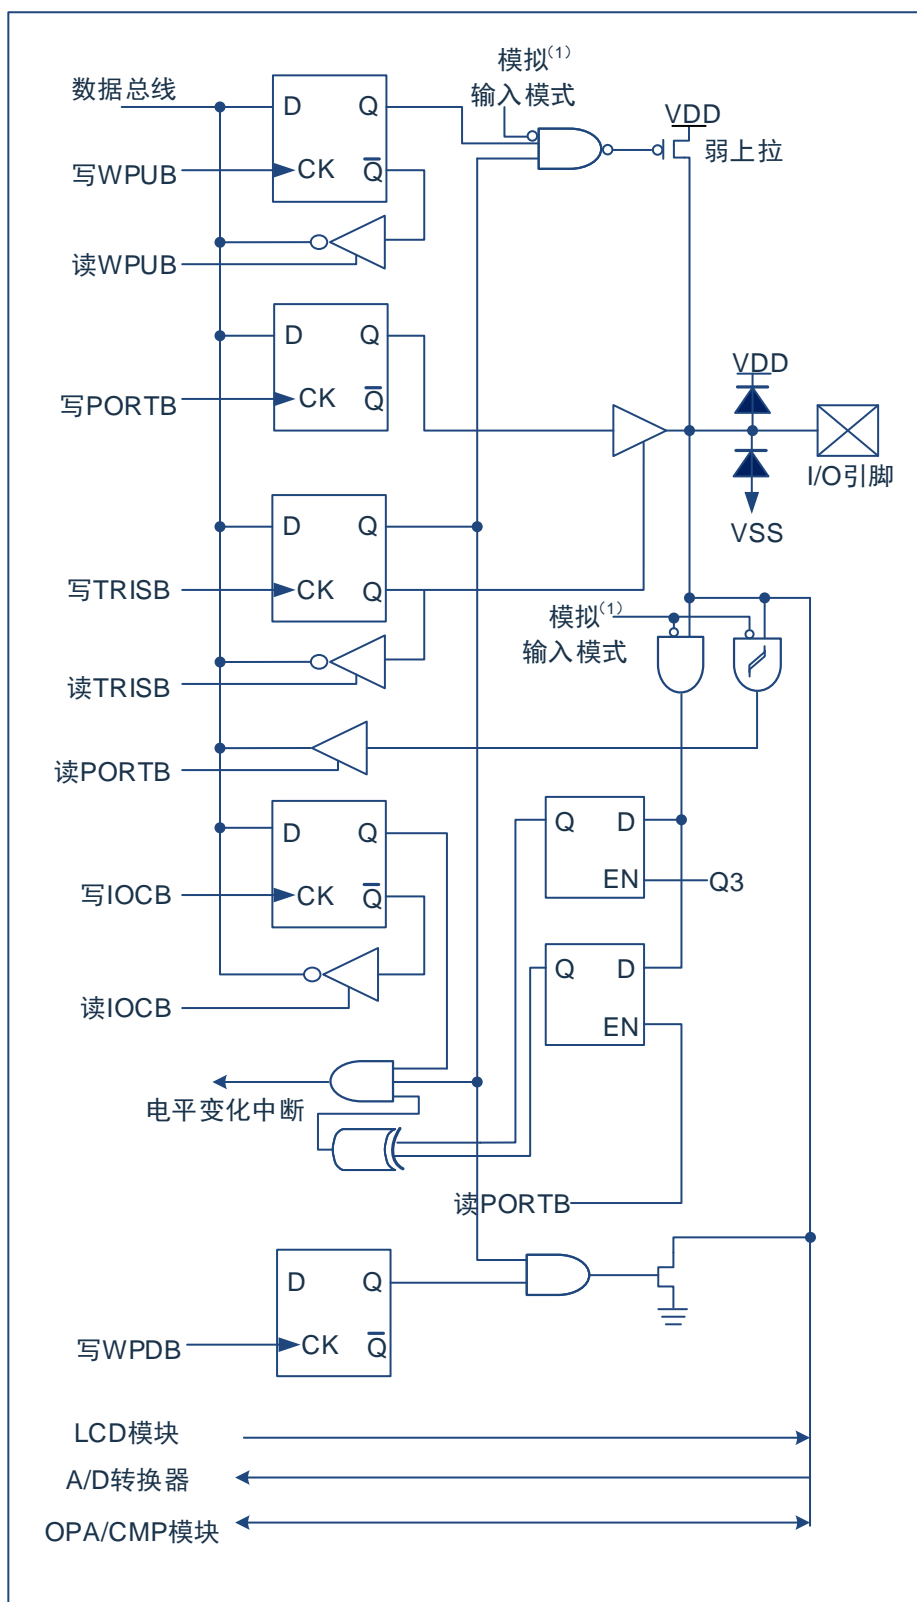 数据总线
D
Q
模拟(1)
输入模式
VDD
弱上拉
写WPUB
CK
Q̅
读WPUB
D
Q
VDD
写PORTB
CK
Q̅
I/O引脚
VSS
D
Q
写TRISB
CK
Q
模拟(1)
输入模式
读TRISB
读PORTB
D
Q
Q
D
写IOCB
CK
Q̅
EN
Q3
Q
D
读IOCB
EN
电平变化中断
读PORTB
D
Q
写WPDB
CK
Q̅
LCD模块
A/D转换器
OPA/CMP模块